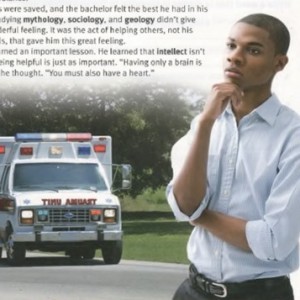 s were saved, and the bachelor felt the best he had in his
dying mythology, sociology, and geology didn't give
derful feeling. it was the act of helping others, not his
s, that gave him this great feeling.
rned an important lesson. He learned that intellect isn't
eing helpful is just as important. "Having only a brain is
he thought. "You must also have a heart."